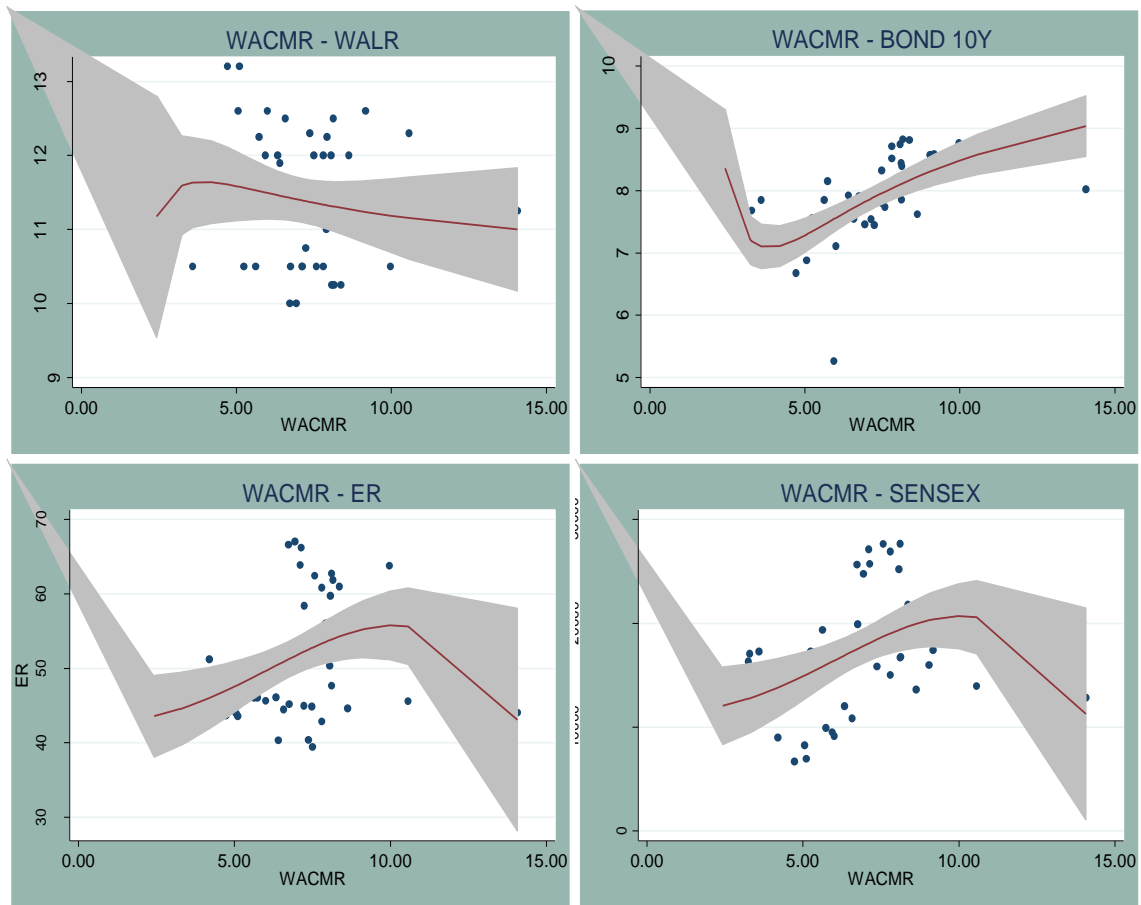 WACMR - WALR
13
12
11
10
9
0.00 5.00 10.00 15.00
WACMR
WACMR - BOND 10Y
10
9
8
7
6
5
0.00 5.00 10.00 15.00
WACMR
WACMR - ER
70
60
50
40
30
ER
0.00 5.00 10.00 15.00
WACMR
WACMR - SENSEX
0
0.00 5.00 10.00 15.00
WACMR